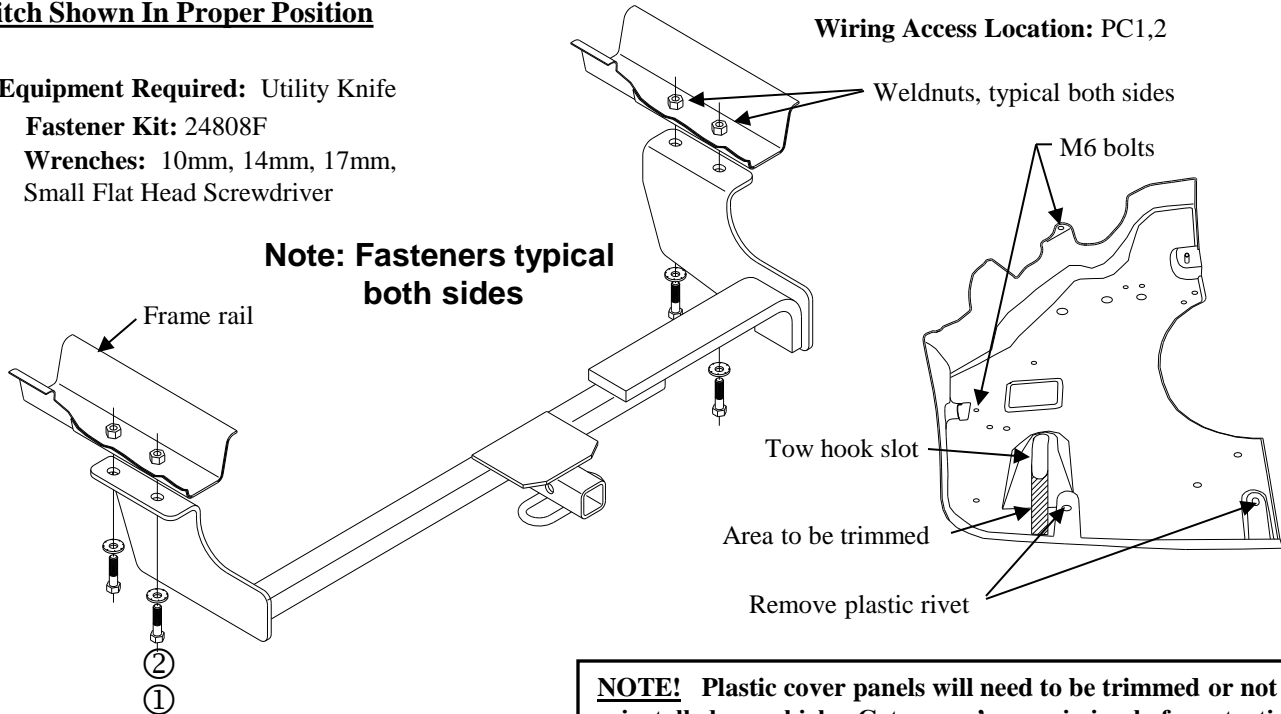 itch Shown In Proper Position
Equipment Required: Utility Knife
Fastener Kit: 24808F
Wrenches: 10mm, 14mm, 17mm,
Small Flat Head Screwdriver
Wiring Access Location: PC1,2
Weldnuts, typical both sides
M6 bolts
Note: Fasteners typical
both sides
Frame rail
Tow hook slot
Area to be trimmed
Remove plastic rivet
②
①
NOTE! Plastic cover panels will need to be trimmed or not